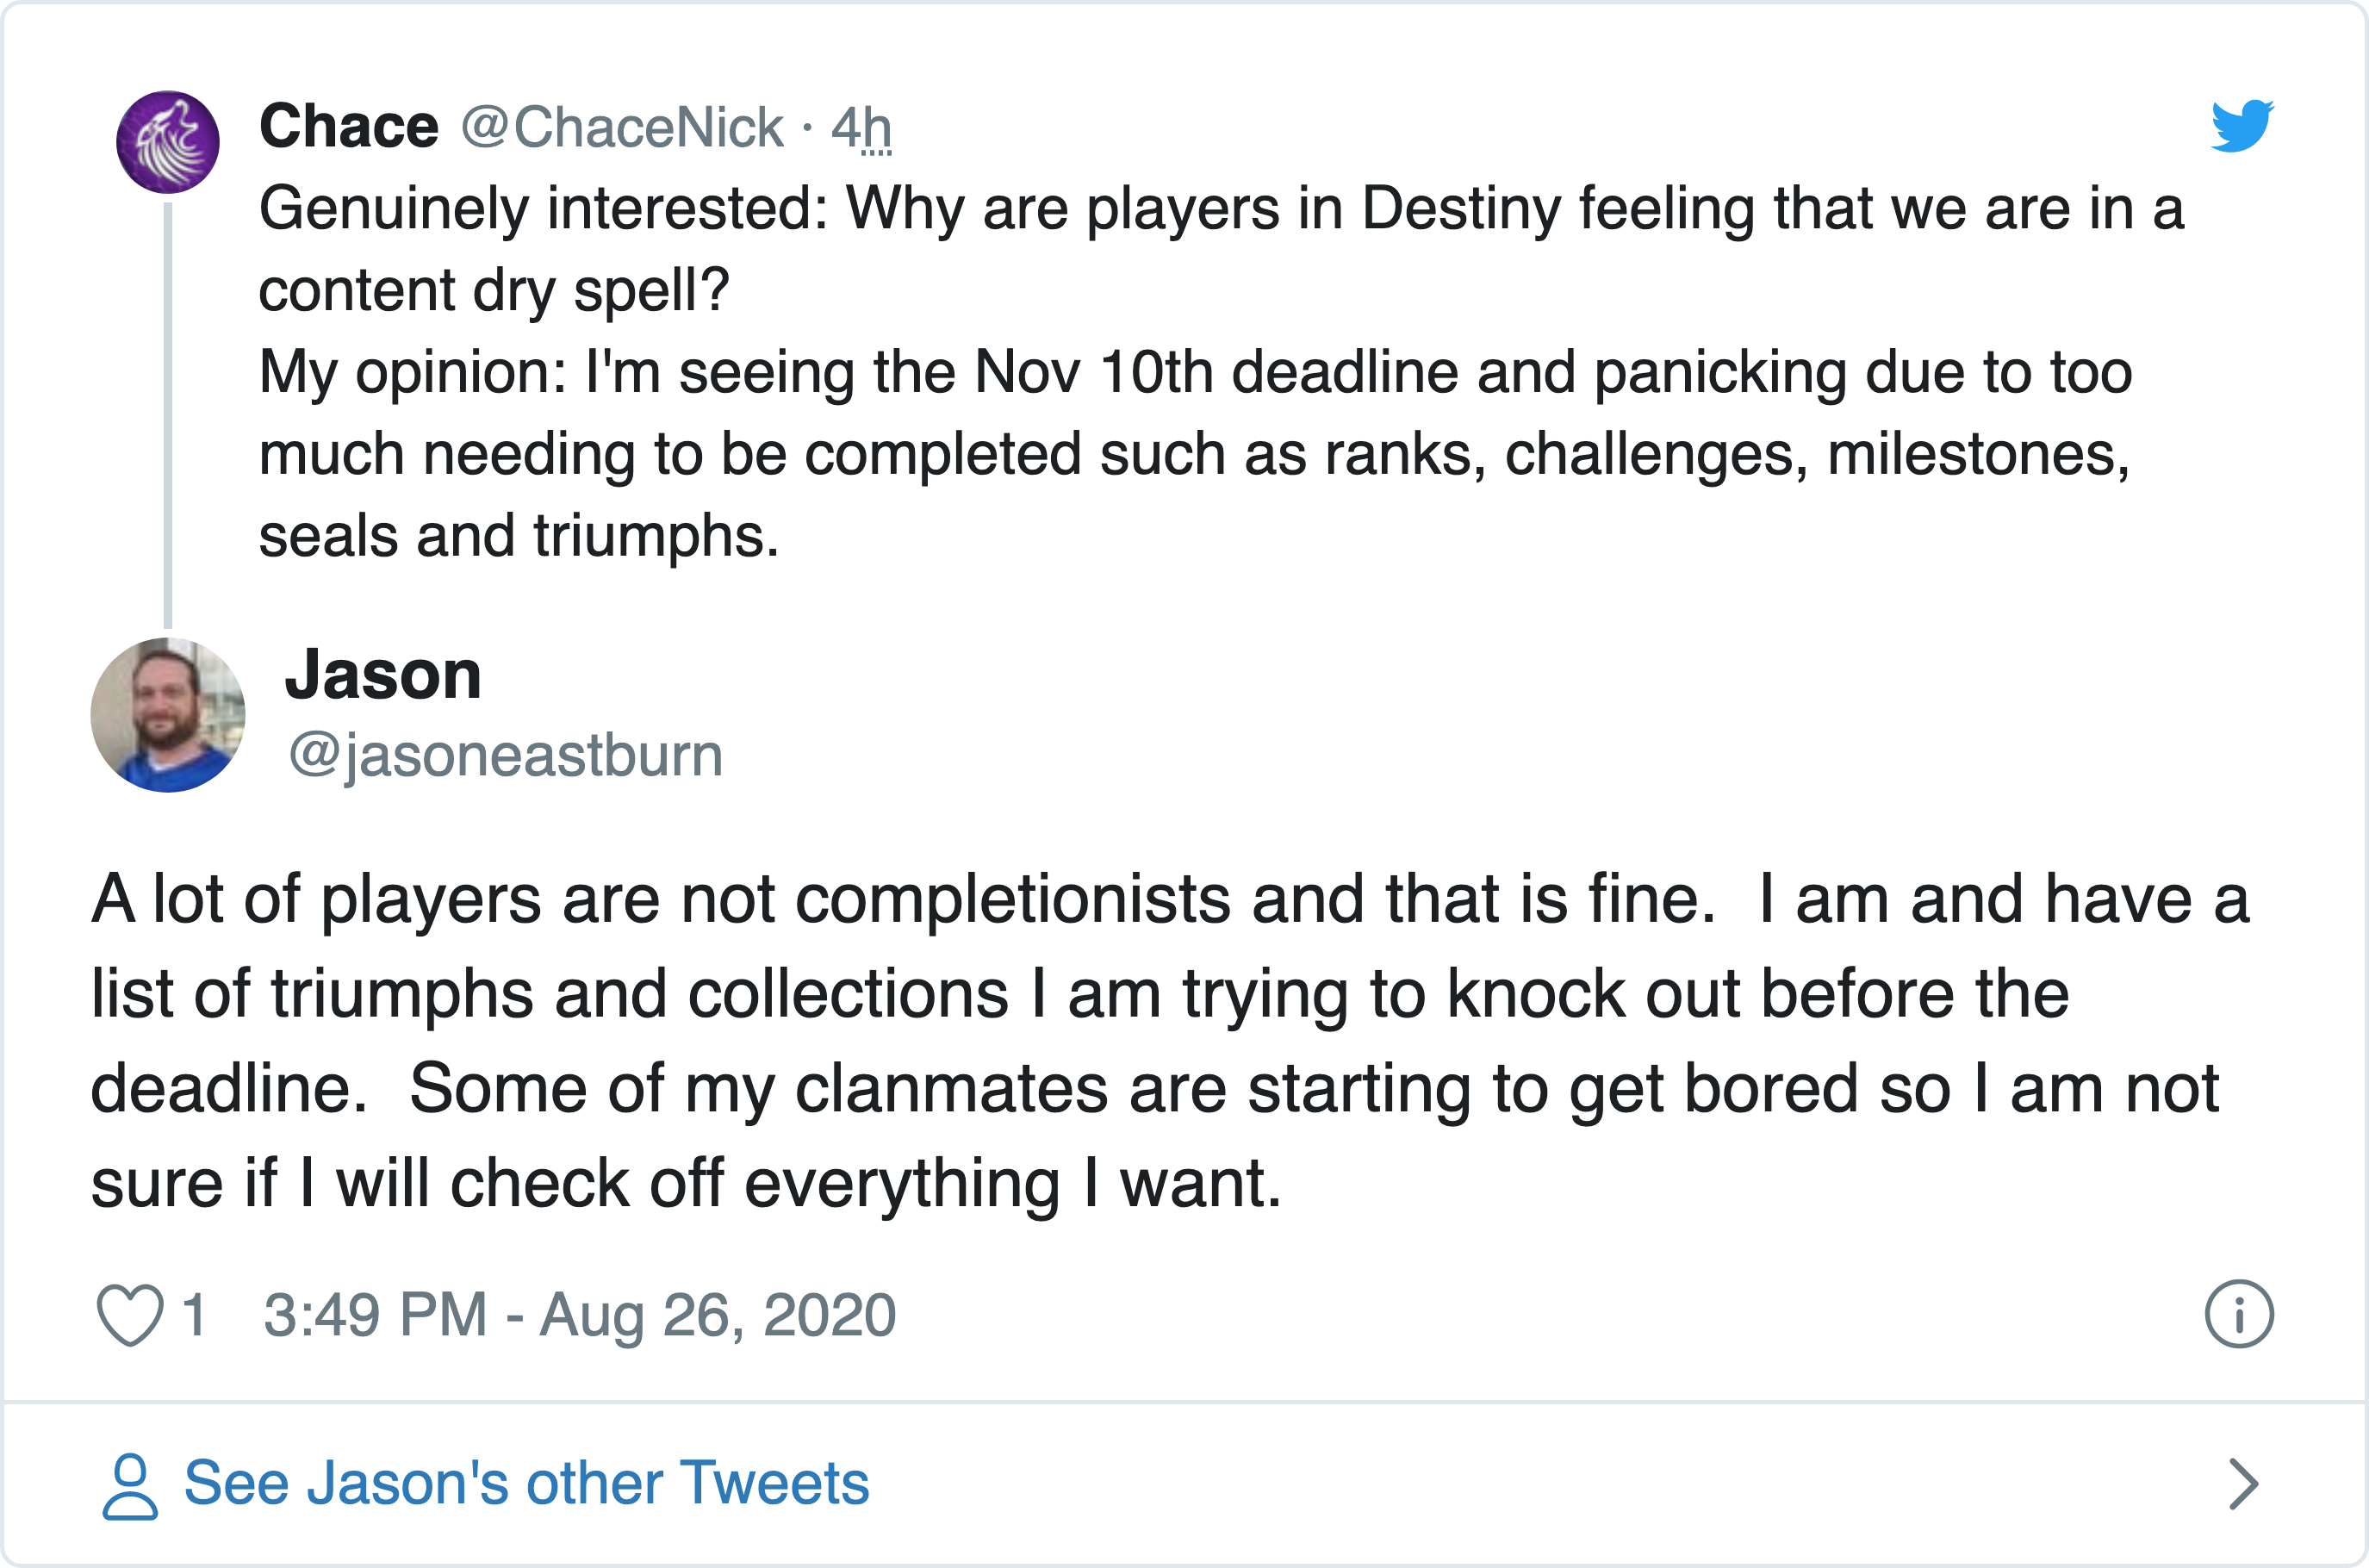 Chace @ChaceNick · 4h
Genuinely interested: Why are players in Destiny feeling that we are in a
content dry spell?
My opinion: I'm seeing the Nov 10th deadline and panicking due to too
much needing to be completed such as ranks, challenges, milestones,
seals and triumphs.
Jason
@jasoneastburn
A lot of players are not completionists and that is fine.  I am and have a
list of triumphs and collections I am trying to knock out before the
deadline.  Some of my clanmates are starting to get bored so I am not
sure if I will check off everything I want.
1 3:49 PM - Aug 26, 2020
See Jason's other Tweets